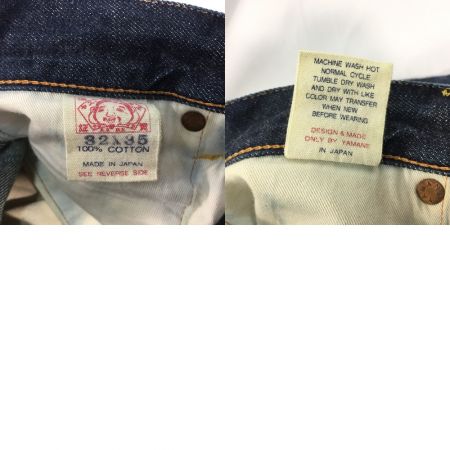 32X35
100% COTTON
MADE IN JAPAN
SEE REVERSE SIDE
MACHINE WASH HOT
NORMAL CYCLE
TUMBLE DRY WASH
AND DRY WITH LIKE
COLOR MAY TRANSFER
WHEN NEW
BEFORE WEARING
DESIGN & MADE
ONLY BY YAMANE
IN JAPAN